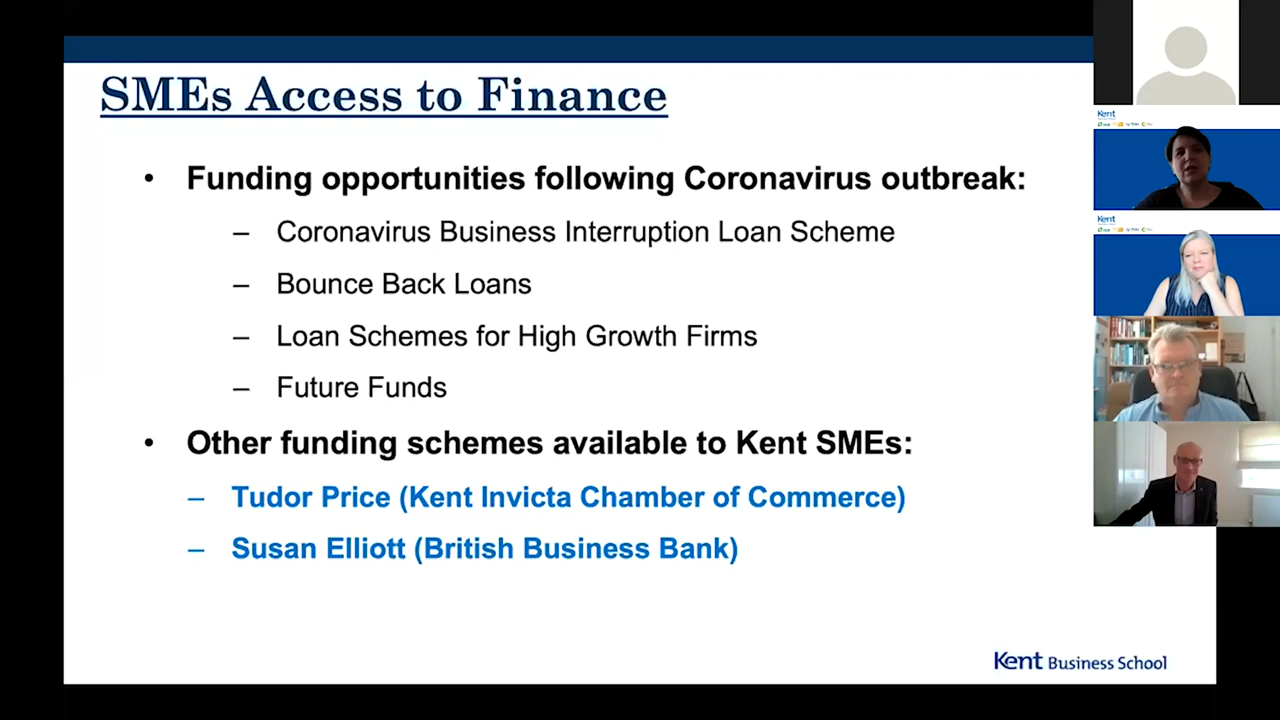 SMEs Access to Finance
• Funding opportunities following Coronavirus outbreak:
– Coronavirus Business Interruption Loan Scheme
– Bounce Back Loans
– Loan Schemes for High Growth Firms
– Future Funds
• Other funding schemes available to Kent SMEs:
– Tudor Price (Kent Invicta Chamber of Commerce)
– Susan Elliott (British Business Bank)
Kent Business School
Kent
Kent